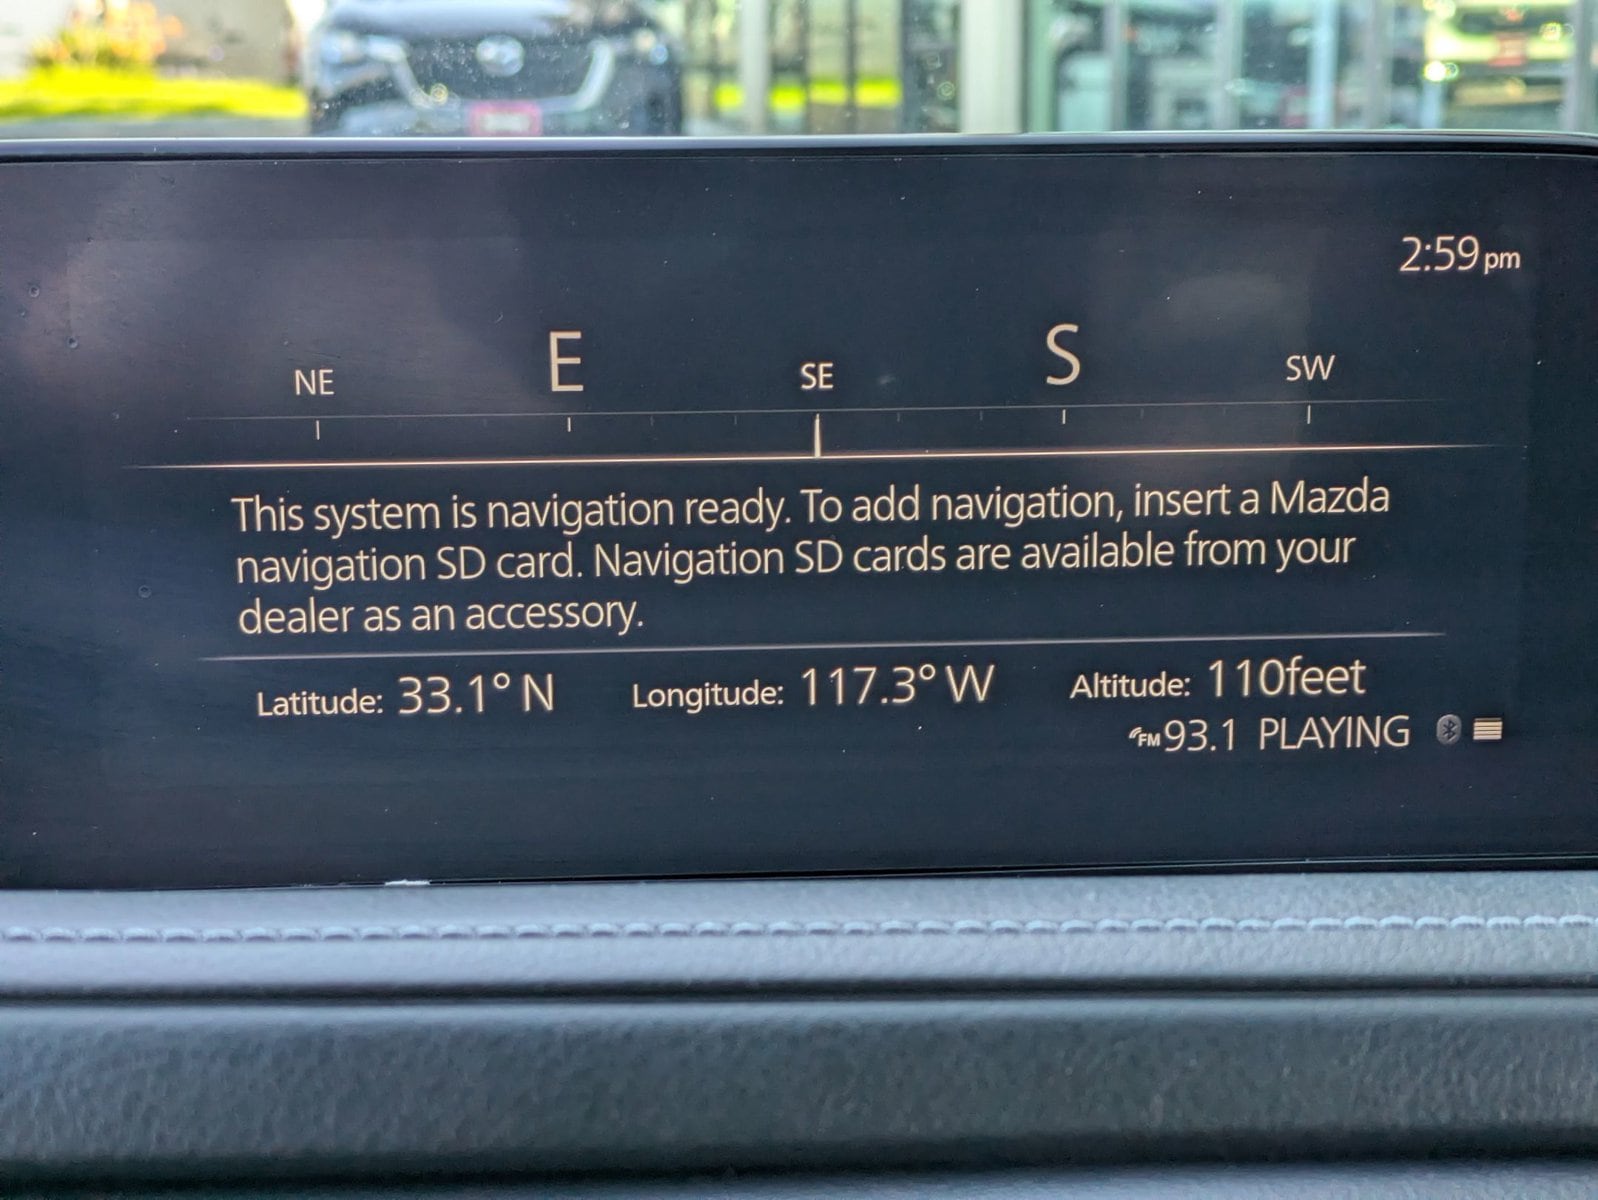 2:59pm
NE E SE S SW
This system is navigation ready. To add navigation, insert a Mazda
navigation SD card. Navigation SD cards are available from your
dealer as an accessory.
Latitude: 33.1° N Longitude: 117.3° W Altitude: 110feet
FM 93.1 PLAYING